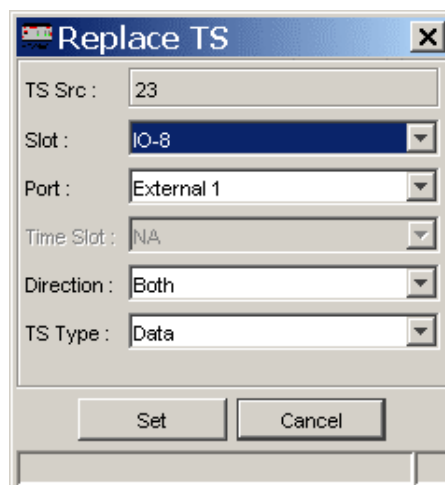 Replace TS
TS Src : 23
Slot : IO-8
Port : External 1
Time Slot : NA
Direction : Both
TS Type : Data
Set Cancel